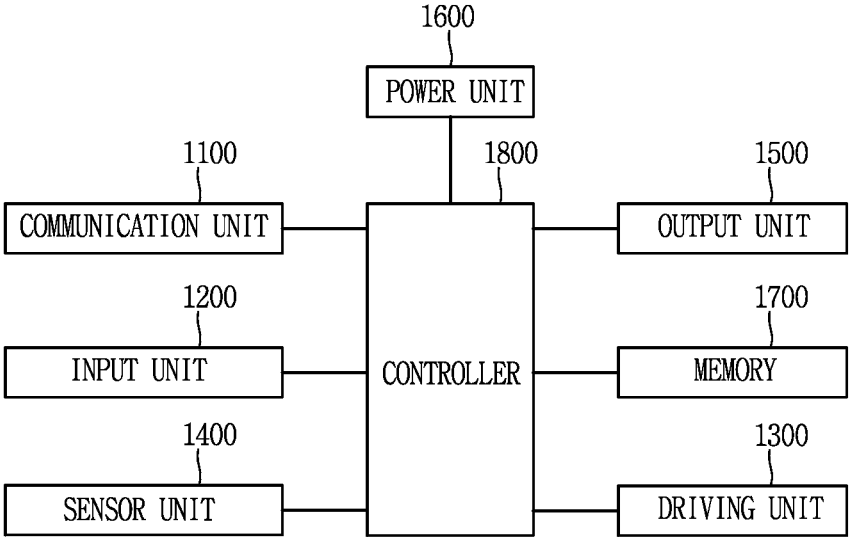 1600
POWER UNIT
1100
1800
1500
COMMUNICATION UNIT
OUTPUT UNIT
1200
1700
INPUT UNIT
CONTROLLER
MEMORY
1400
1300
SENSOR UNIT
DRIVING UNIT